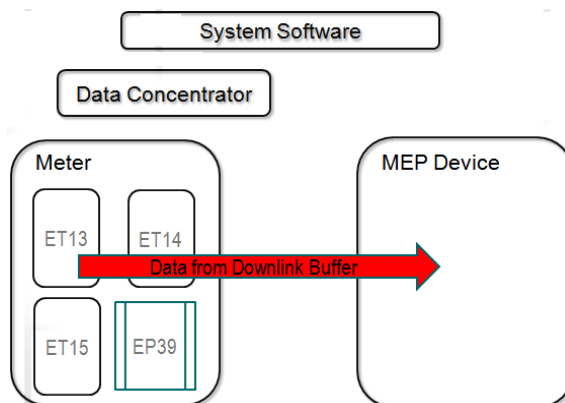 System Software
Data Concentrator
Meter
MEP Device
ET13
ET14
Data from Downlink Buffer
ET15
EP39